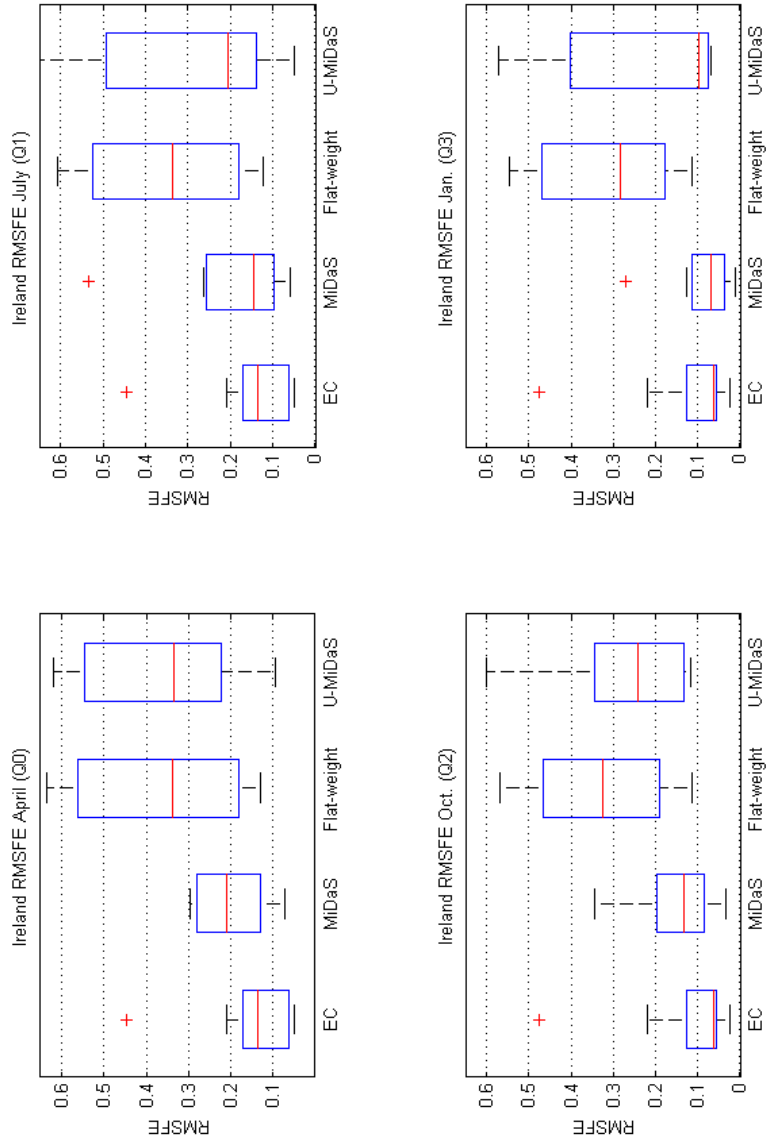 Ireland RMSFE April (Q0)
RMSFE
0.6
0.5
0.4
0.3
0.2
0.1
EC
MiDaS
Flat-weight
U-MiDaS
Ireland RMSFE July (Q1)
RMSFE
0.6
0.5
0.4
0.3
0.2
0.1
0
EC
MiDaS
Flat-weight
U-MiDaS
Ireland RMSFE Oct. (Q2)
RMSFE
0.6
0.5
0.4
0.3
0.2
0.1
0
EC
MiDaS
Flat-weight
U-MiDaS
Ireland RMSFE Jan. (Q3)
RMSFE
0.6
0.5
0.4
0.3
0.2
0.1
0
EC
MiDaS
Flat-weight
U-MiDaS